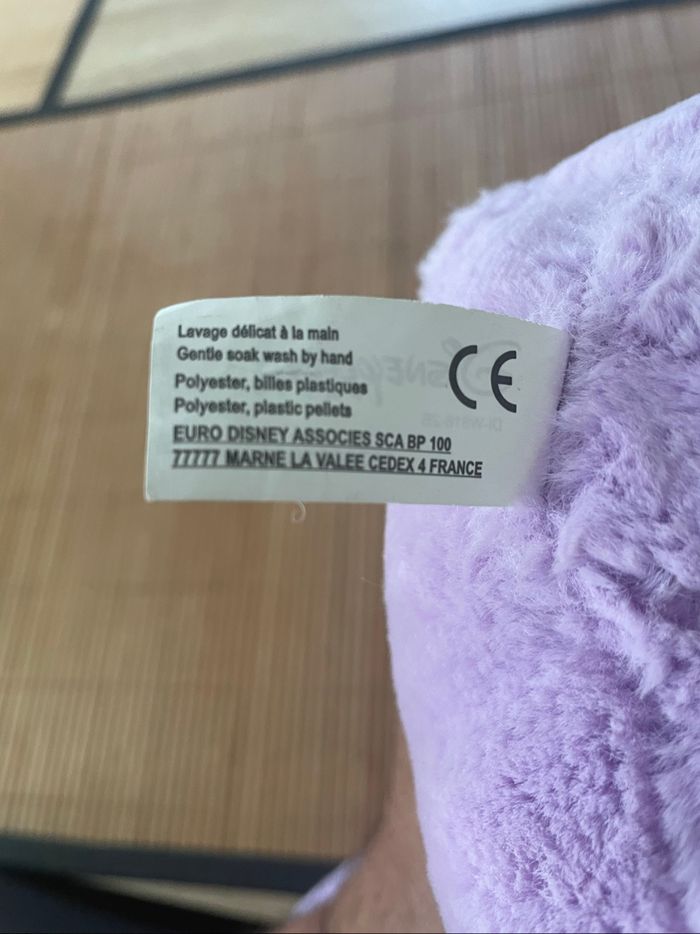 Lavage délicat à la main
Gentle soak wash by hand
Polyester, billes plastiques
Polyester, plastic pellets
EURO DISNEY ASSOCIES SCA BP 100
77777 MARNE LA VALEE CEDEX 4 FRANCE
CE